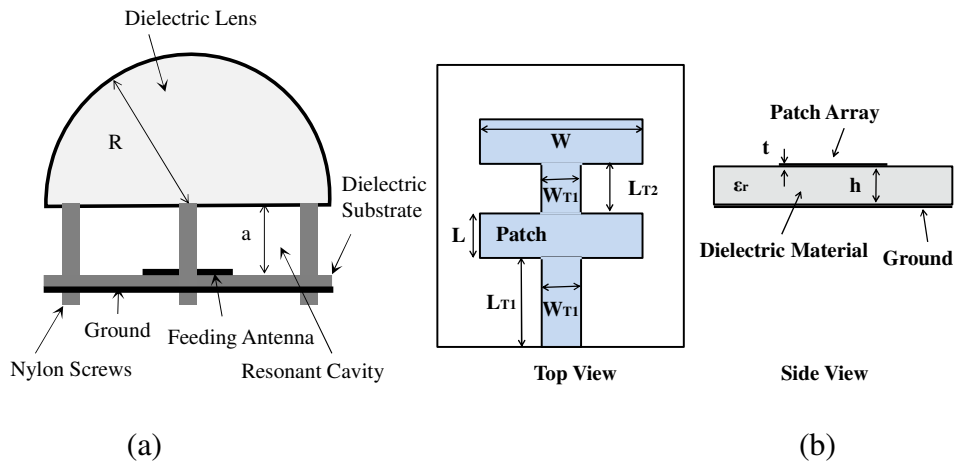 Dielectric Lens
R
Dielectric
Substrate
a
Ground
Feeding Antenna
Nylon Screws
Resonant Cavity
(a)
W
WT1
LT2
L
Patch
LT1
WT1
Top View
Patch Array
t
εr
h
Dielectric Material
Ground
Side View
(b)